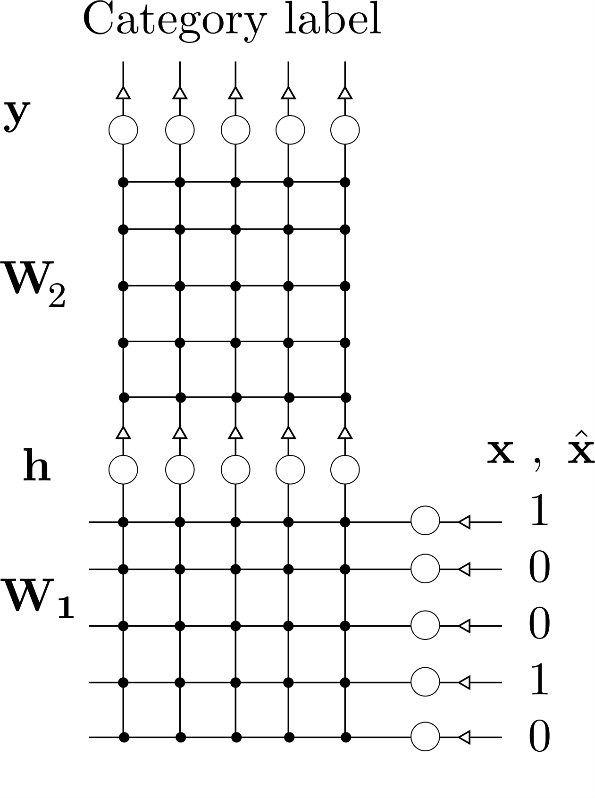 Category label
y
W₂
h
x , x̂
1
0
W₁
0
1
0